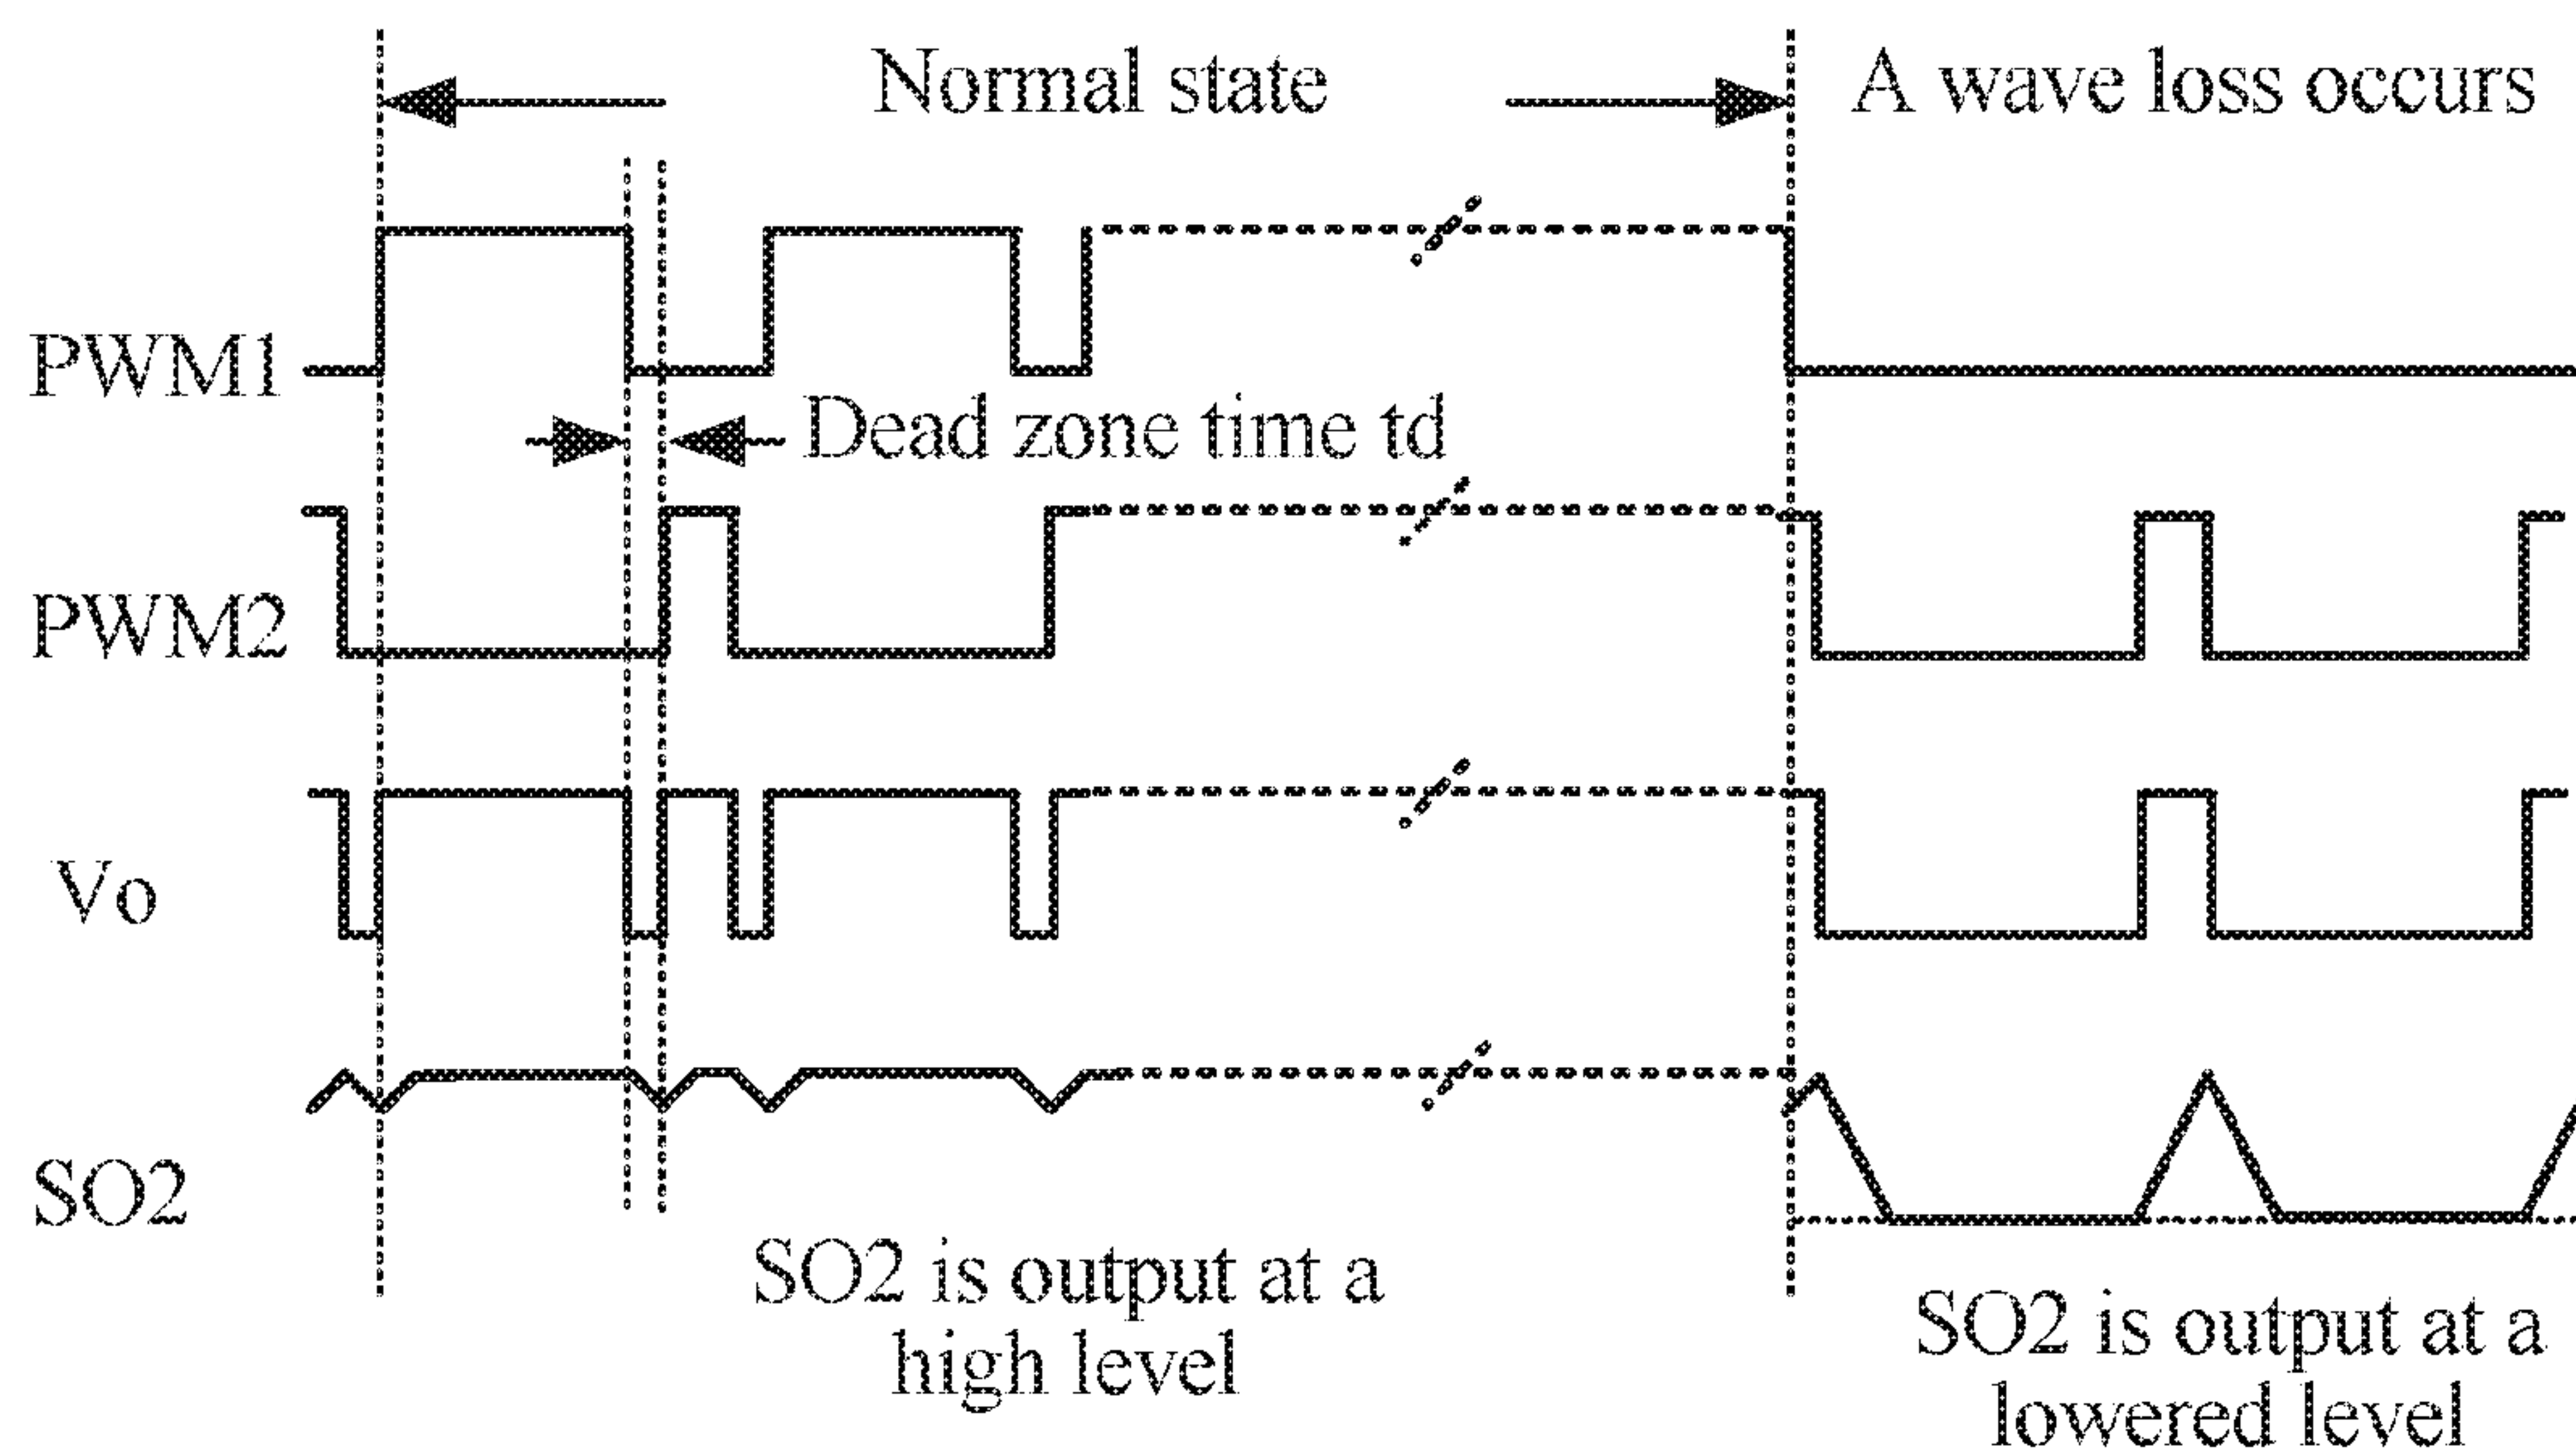 Normal state
A wave loss occurs
PWM1
Dead zone time td
PWM2
Vo
SO2
SO2 is output at a
high level
SO2 is output at a
lowered level